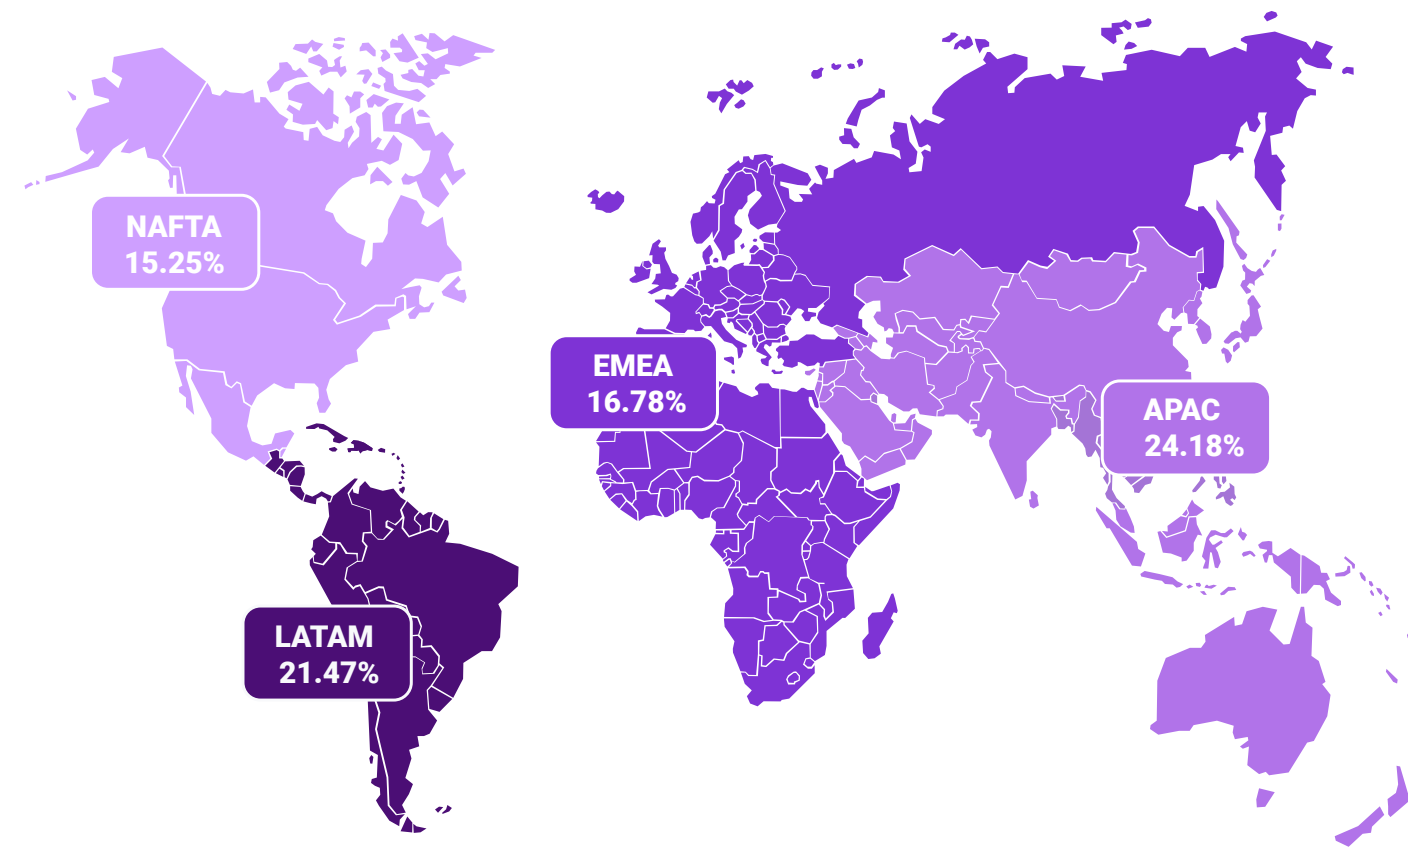 NAFTA
15.25%
EMEA
16.78%
APAC
24.18%
LATAM
21.47%